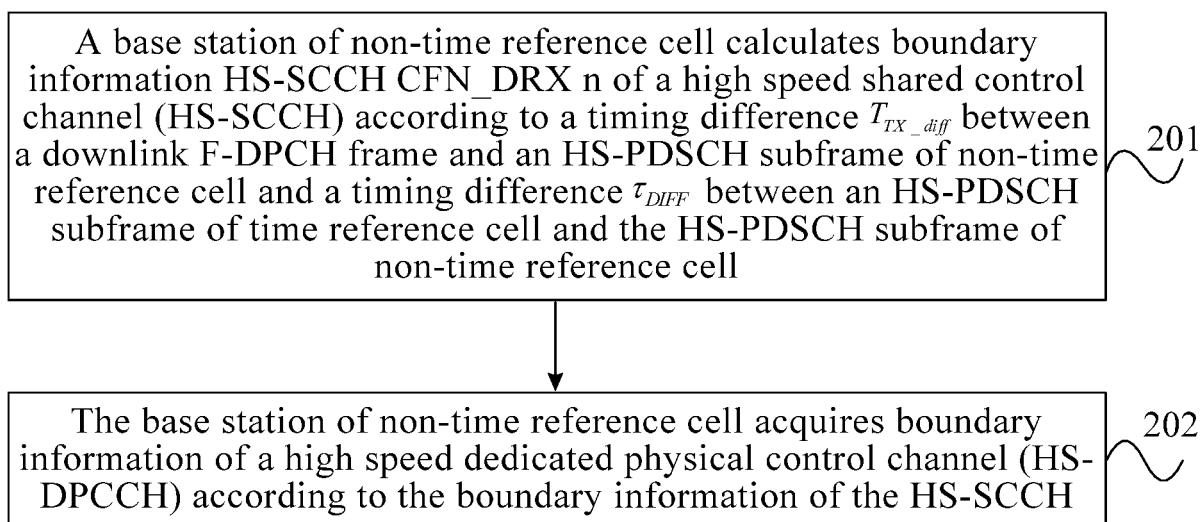 A base station of non-time reference cell calculates boundary
information HS-SCCH CFN_DRX n of a high speed shared control
channel (HS-SCCH) according to a timing difference T_TX_diff between
a downlink F-DPCH frame and an HS-PDSCH subframe of non-time
reference cell and a timing difference τ_DIFF between an HS-PDSCH
subframe of time reference cell and the HS-PDSCH subframe of
non-time reference cell
201
The base station of non-time reference cell acquires boundary
information of a high speed dedicated physical control channel (HS-
DPCCH) according to the boundary information of the HS-SCCH
202